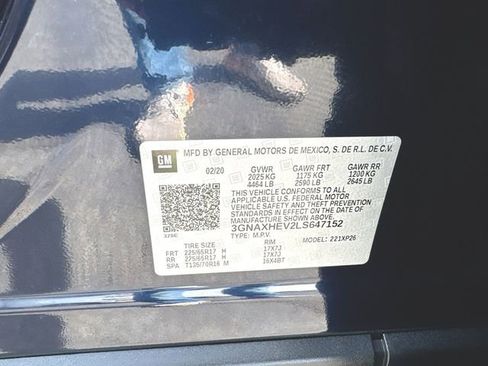 GM
MFD BY GENERAL MOTORS DE MEXICO, S. DE R.L. DE C.V.
02/20 GVWR GAWR FRT GAWR RR
2025 KG 1175 KG 1200 KG
4464 LB 2590 LB 2645 LB
THIS VEHICLE CONFORMS TO ALL
APPLICABLE U.S. FEDERAL MOTOR
VEHICLE SAFETY AND THEFT PREVENTION
STANDARDS IN EFFECT ON THE DATE OF
MANUFACTURE SHOWN ABOVE.
3GNAXHEV2LS647152
TYPE: M.P.V. MODEL: 221XP26
TIRE SIZE RIM
FRT 225/65R17 H 17X7J
RR 225/65R17 H 17X7J
SPA T135/70R16 M 16X4BT